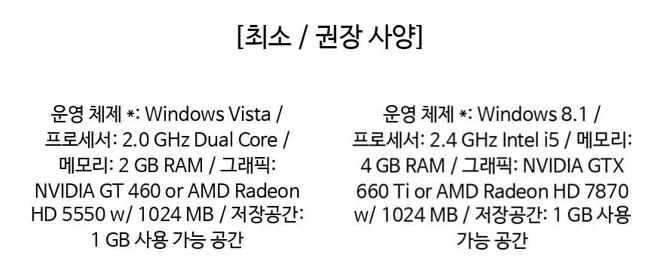 [최소 / 권장 사양]
운영 체제 *: Windows Vista /
프로세서: 2.0 GHz Dual Core /
메모리: 2 GB RAM / 그래픽:
NVIDIA GT 460 or AMD Radeon
HD 5550 w/ 1024 MB / 저장공간:
1 GB 사용 가능 공간
운영 체제 *: Windows 8.1 /
프로세서: 2.4 GHz Intel i5 / 메모리:
4 GB RAM / 그래픽: NVIDIA GTX
660 Ti or AMD Radeon HD 7870
w/ 1024 MB / 저장공간: 1 GB 사용
가능 공간